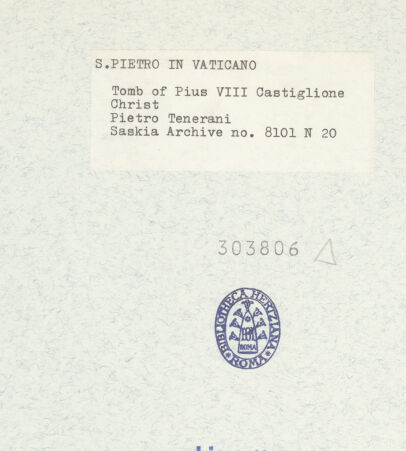 S.PIETRO IN VATICANO
Tomb of Pius VIII Castiglione
Christ
Pietro Tenerani
Saskia Archive no. 8101 N 20
303806
BIBLIOTHECA HERTZIANA
ROMA
ROMA